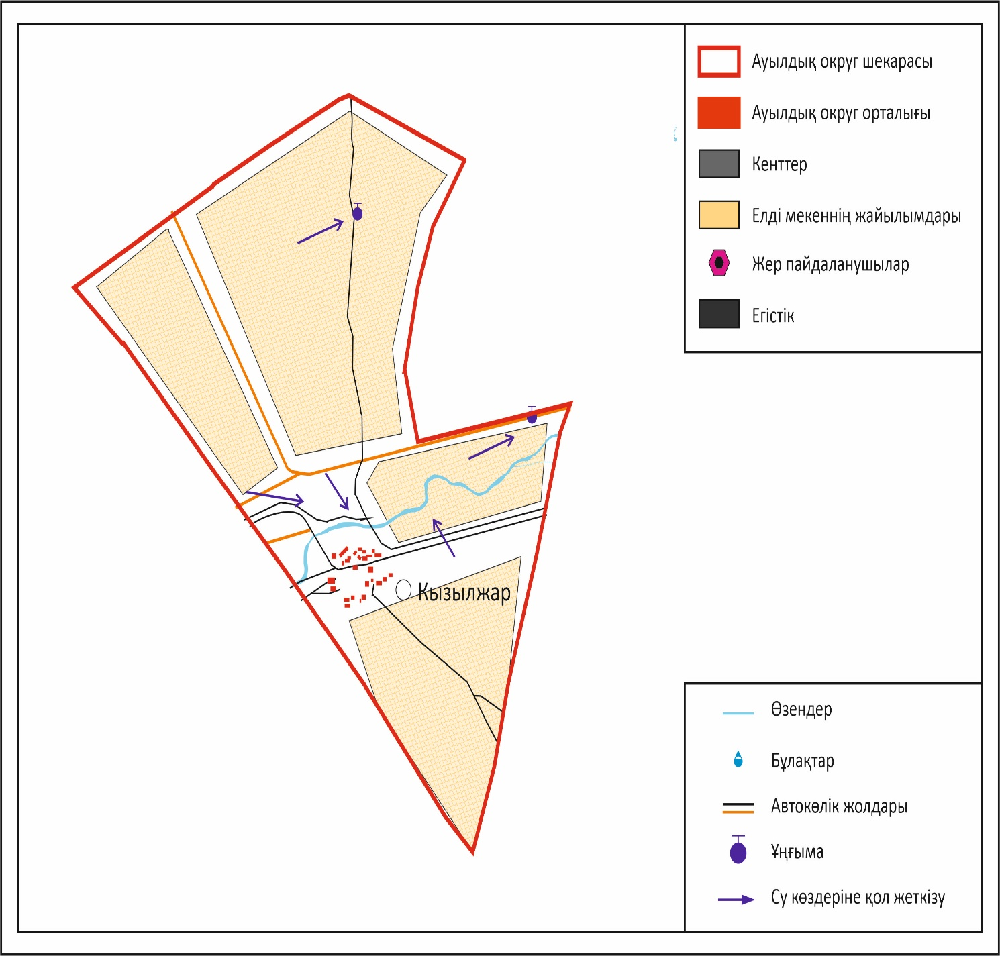 Ауылдық округ шекарасы
Ауылдық округ орталығы
Кенттер
Елді мекеннің жайылымдары
Жер пайдаланушылар
Егістік
Кызылжар
Өзендер
Бұлақтар
Автокөлік жолдары
Ұңғыма
Су көздеріне қол жеткізу